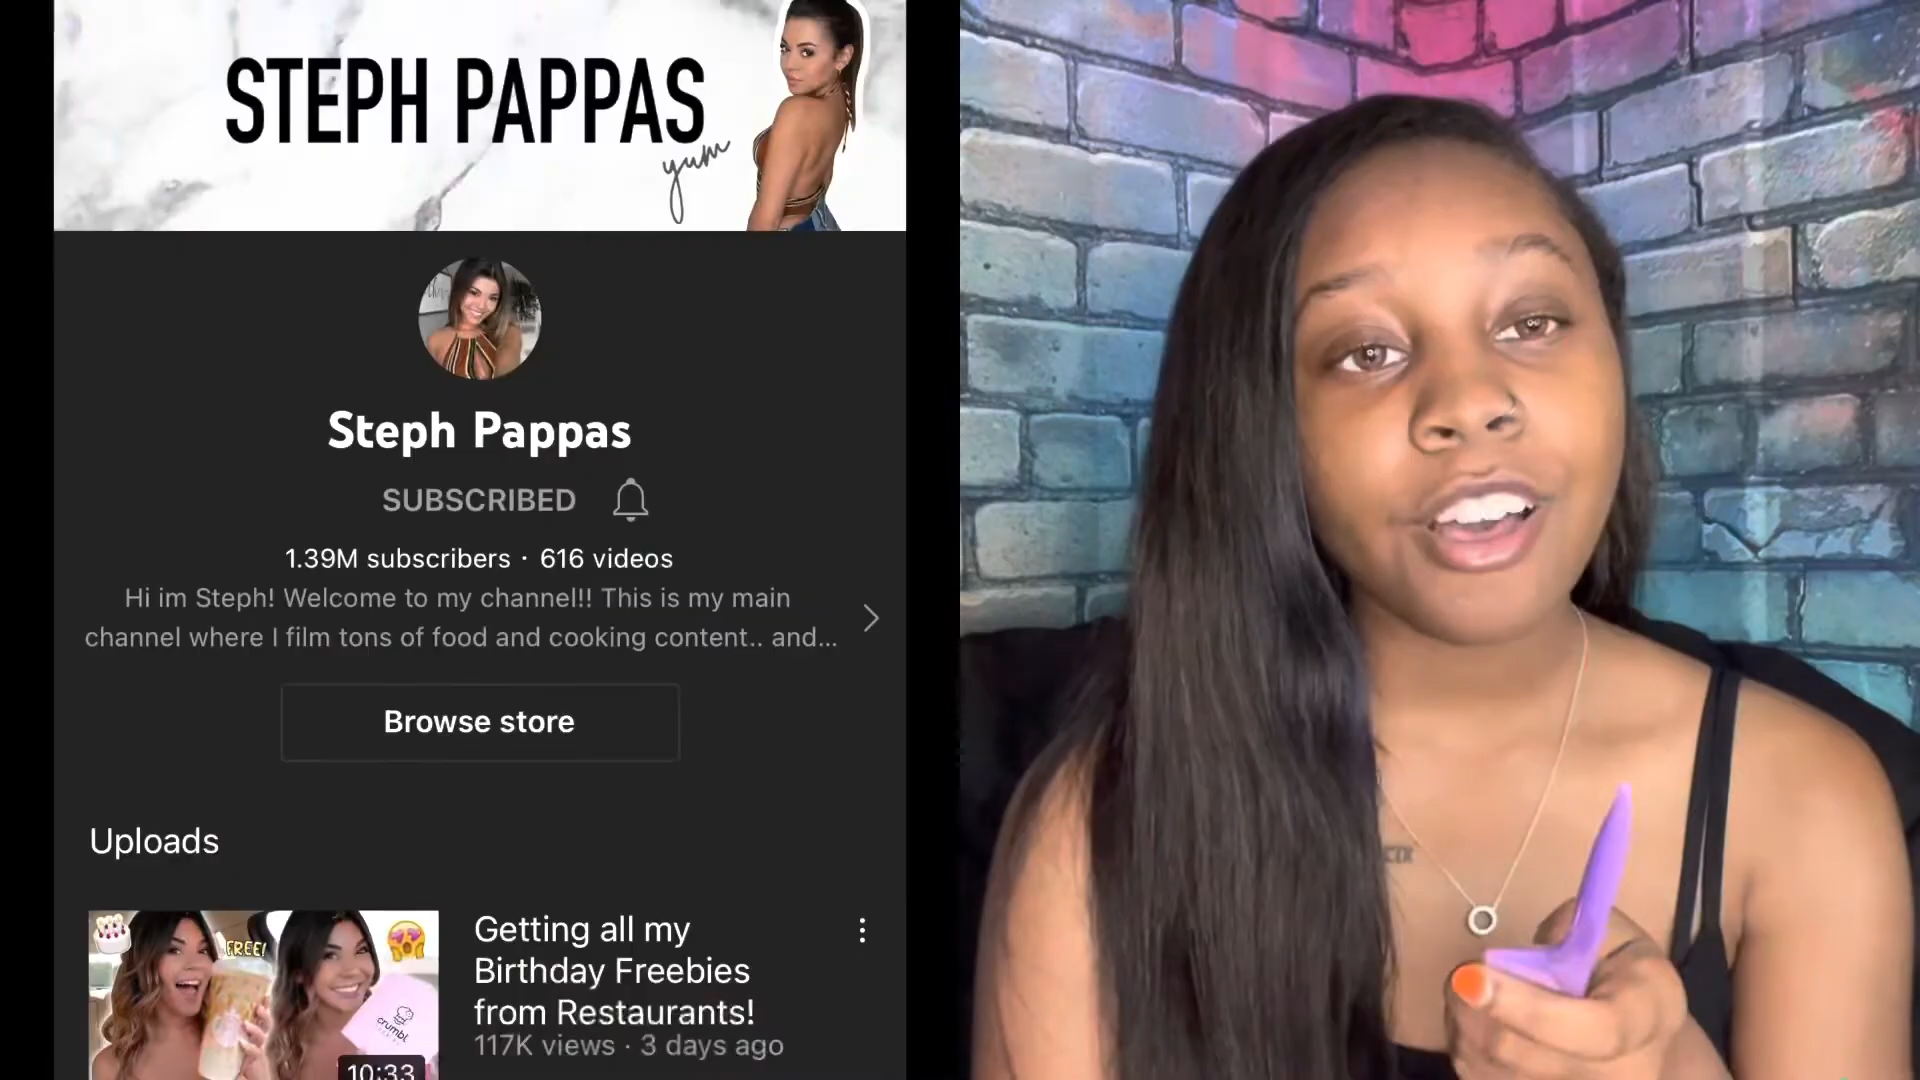 STEPH PAPPAS
yum
Steph Pappas
SUBSCRIBED
1.39M subscribers · 616 videos
Hi im Steph! Welcome to my channel!! This is my main
channel where I film tons of food and cooking content.. and...
Browse store
Uploads
FREE!
crumbl
10:33
Getting all my
Birthday Freebies
from Restaurants!
117K views · 3 days ago